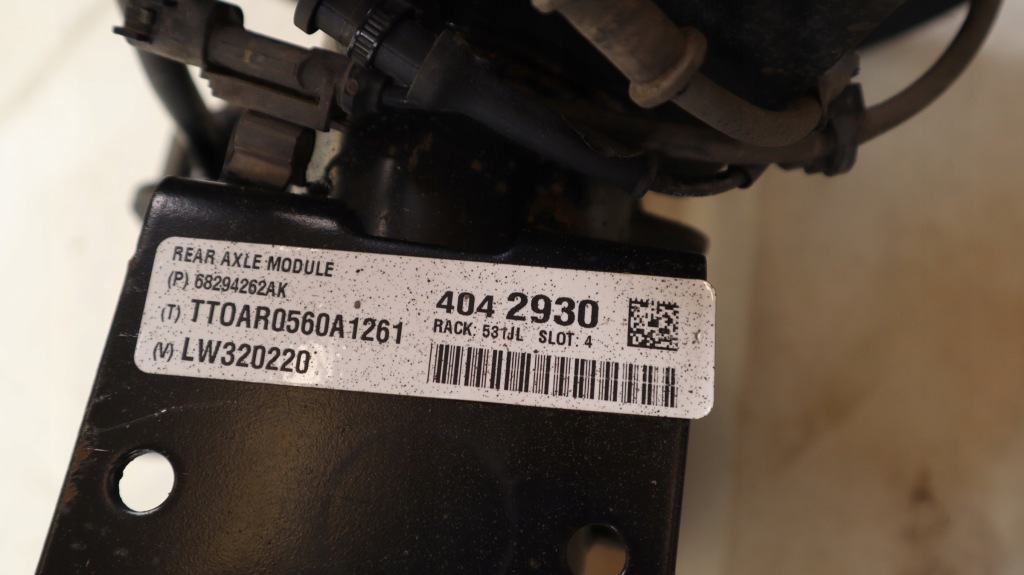 REAR AXLE MODULE
(P) 68294262AK
(T) TTOAR0560A1261
(V) LW320220
404 2930
RACK: 531JL SLOT: 4